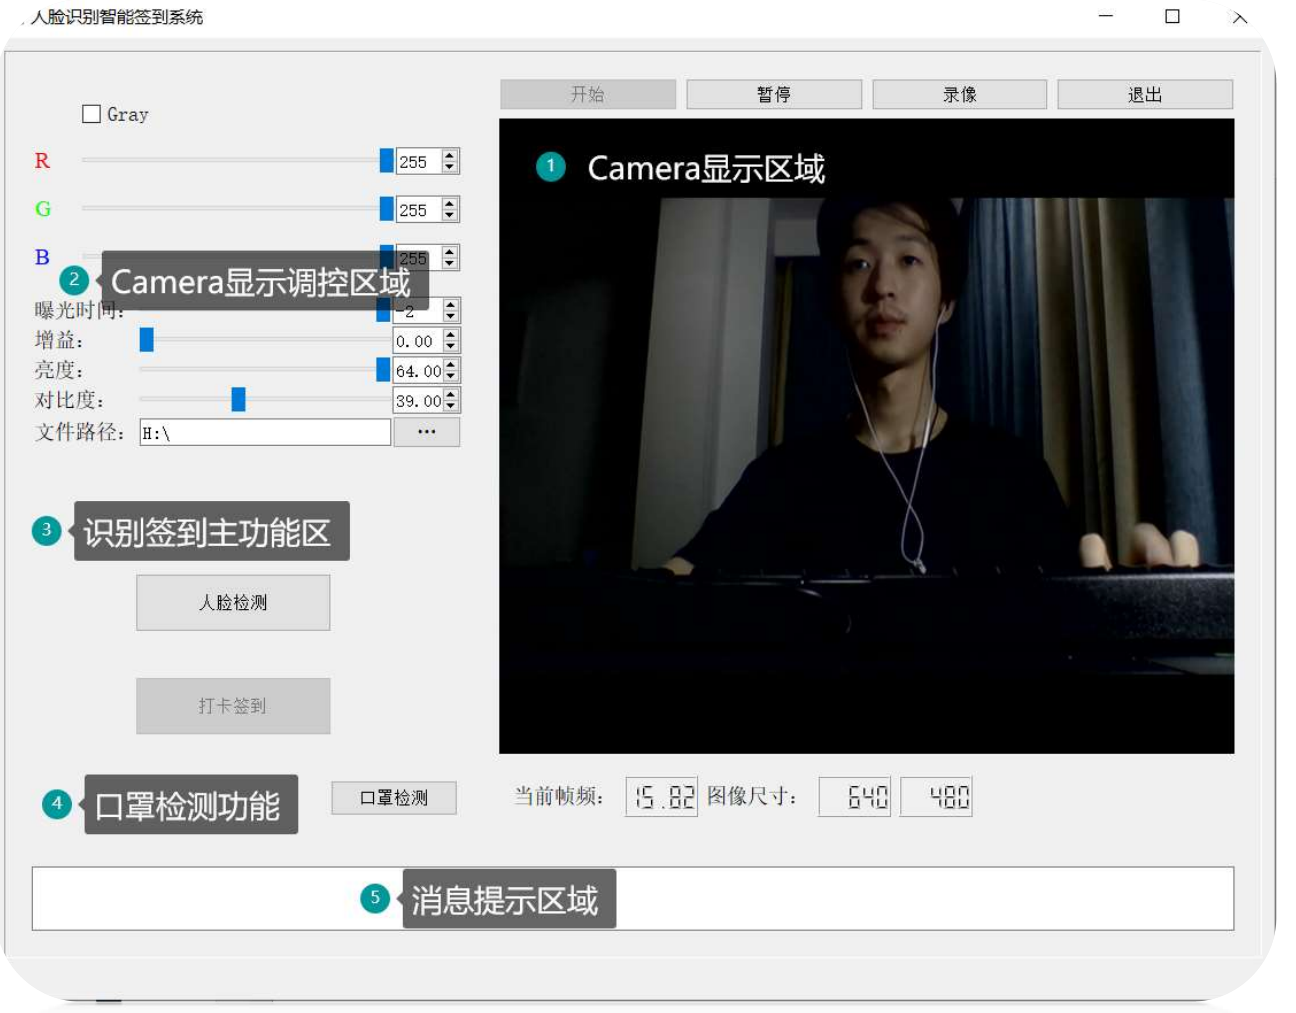 人脸识别智能签到系统
开始 暂停 录像 退出
Gray
R 255
G 255
B 255
1 Camera显示区域
2 Camera显示调控区域
曝光时间: -2
增益: 0.00
亮度: 64.00
对比度: 39.00
文件路径: H:\ ...
3 识别签到主功能区
人脸检测
打卡签到
4 口罩检测功能 口罩检测
当前帧频: 15.82 图像尺寸: 640 480
5 消息提示区域